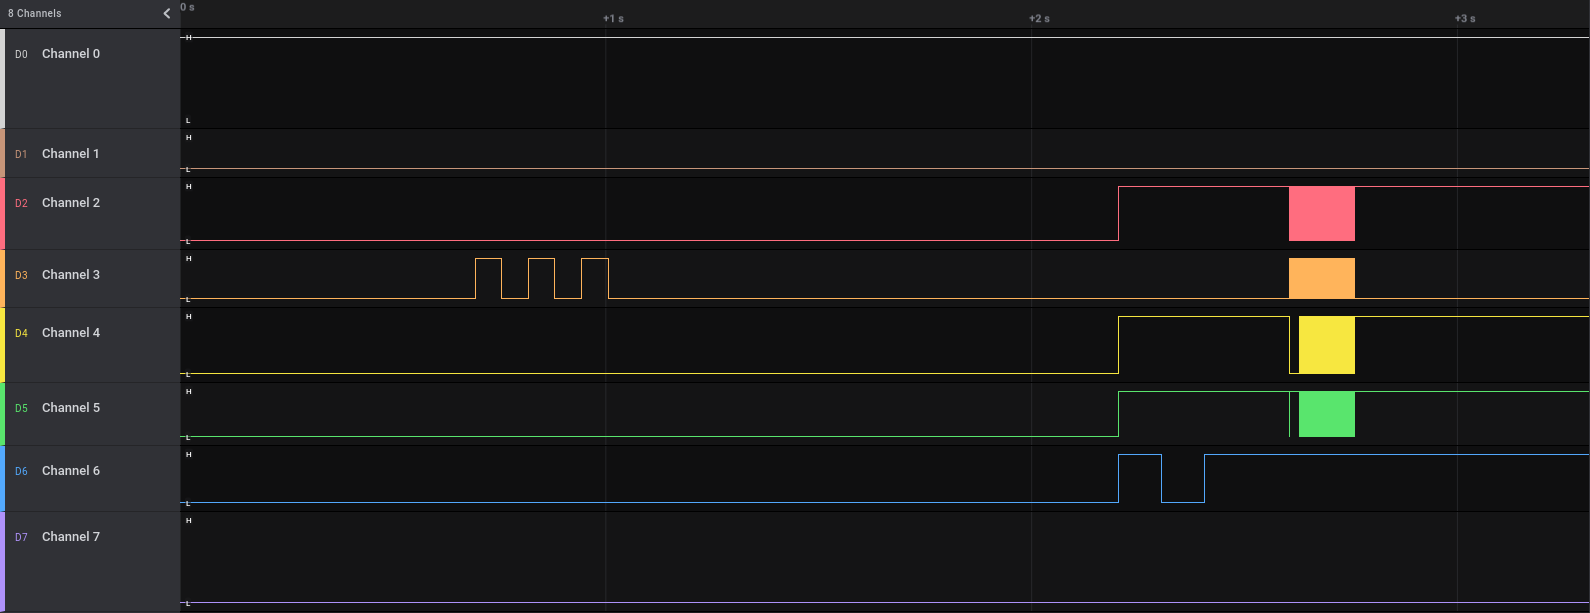 8 Channels
0 s
+1 s
+2 s
+3 s
D0 Channel 0
H
L
D1 Channel 1
H
L
D2 Channel 2
H
L
D3 Channel 3
H
L
D4 Channel 4
H
L
D5 Channel 5
H
L
D6 Channel 6
H
L
D7 Channel 7
H
L